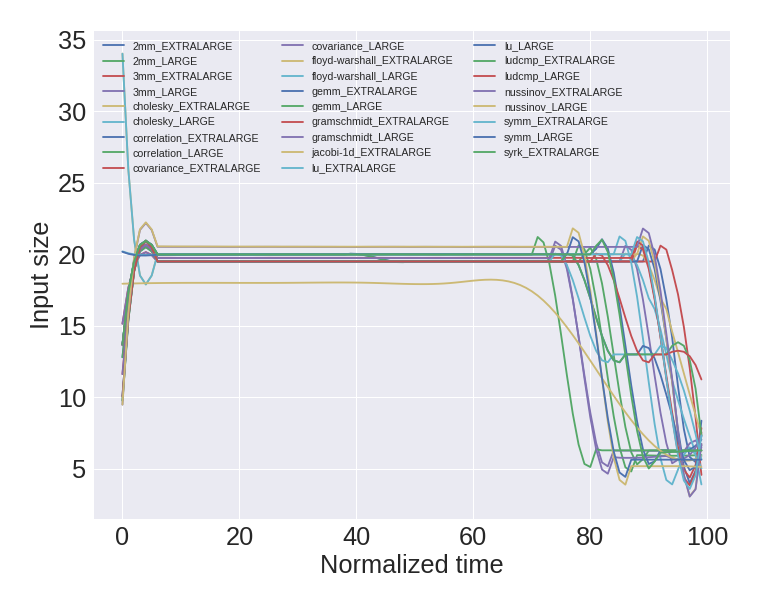 35
30
25
20
15
10
5
Input size
2mm_EXTRALARGE
2mm_LARGE
3mm_EXTRALARGE
3mm_LARGE
cholesky_EXTRALARGE
cholesky_LARGE
correlation_EXTRALARGE
correlation_LARGE
covariance_EXTRALARGE
covariance_LARGE
floyd-warshall_EXTRALARGE
floyd-warshall_LARGE
gemm_EXTRALARGE
gemm_LARGE
gramschmidt_EXTRALARGE
gramschmidt_LARGE
jacobi-1d_EXTRALARGE
lu_EXTRALARGE
lu_LARGE
ludcmp_EXTRALARGE
ludcmp_LARGE
nussinov_EXTRALARGE
nussinov_LARGE
symm_EXTRALARGE
symm_LARGE
syrk_EXTRALARGE
0 20 40 60 80 100
Normalized time